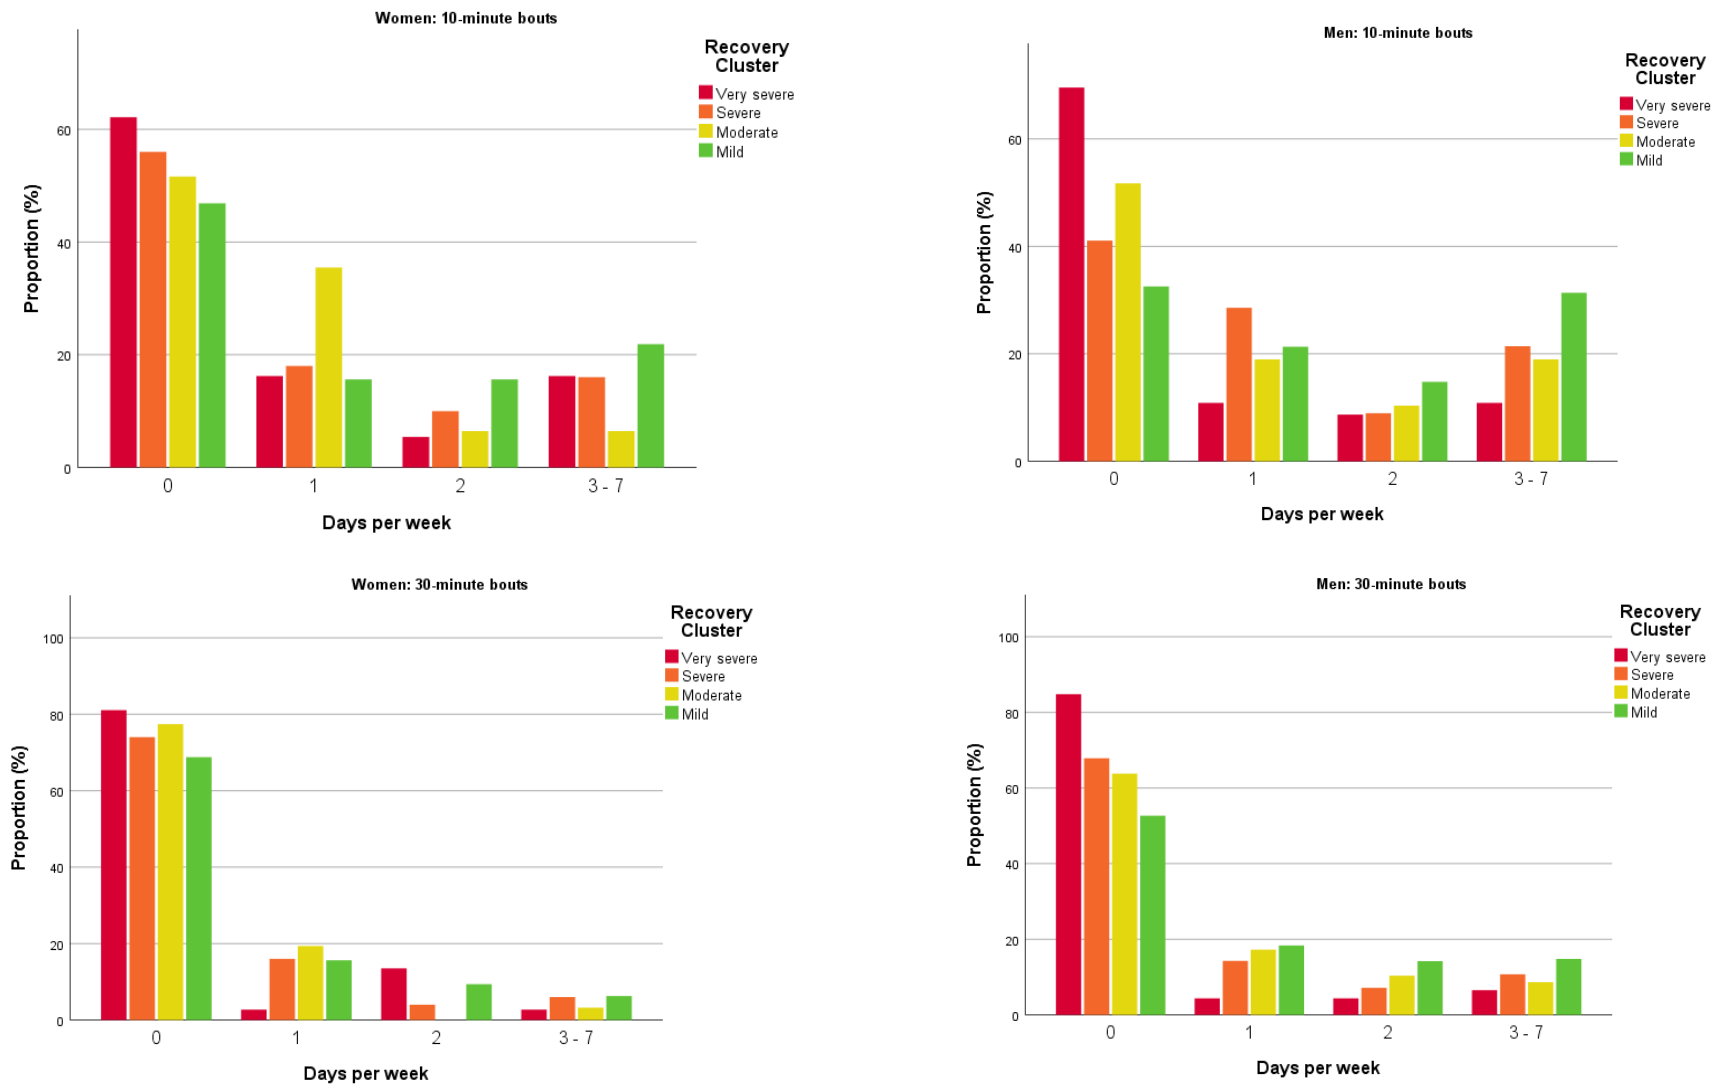 Women: 10-minute bouts
Recovery
Cluster
Very severe
Severe
Moderate
Mild
Proportion (%)
60
40
20
0
0 1 2 3 - 7
Days per week
Men: 10-minute bouts
Recovery
Cluster
Very severe
Severe
Moderate
Mild
Proportion (%)
60
40
20
0
0 1 2 3 - 7
Days per week
Women: 30-minute bouts
Recovery
Cluster
Very severe
Severe
Moderate
Mild
Proportion (%)
100
80
60
40
20
0
0 1 2 3 - 7
Days per week
Men: 30-minute bouts
Recovery
Cluster
Very severe
Severe
Moderate
Mild
Proportion (%)
100
80
60
40
20
0
0 1 2 3 - 7
Days per week